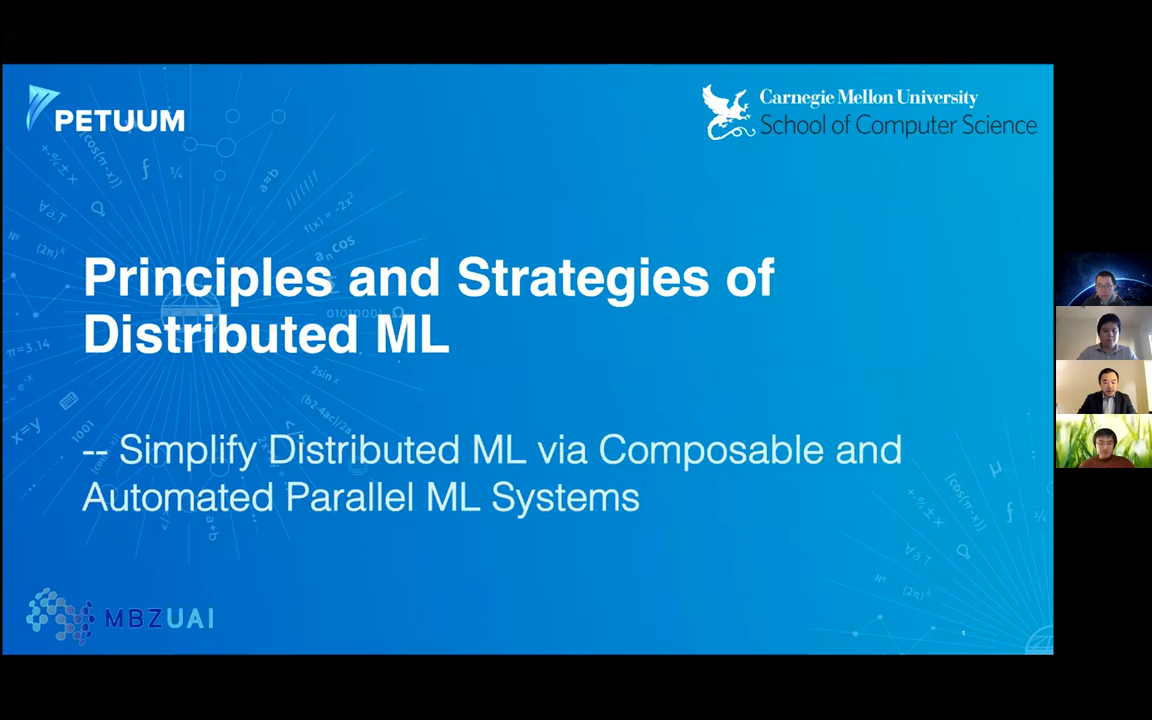 PETUUM
Carnegie Mellon University
School of Computer Science
Principles and Strategies of
Distributed ML
-- Simplify Distributed ML via Composable and
Automated Parallel ML Systems
MBZUAI
1